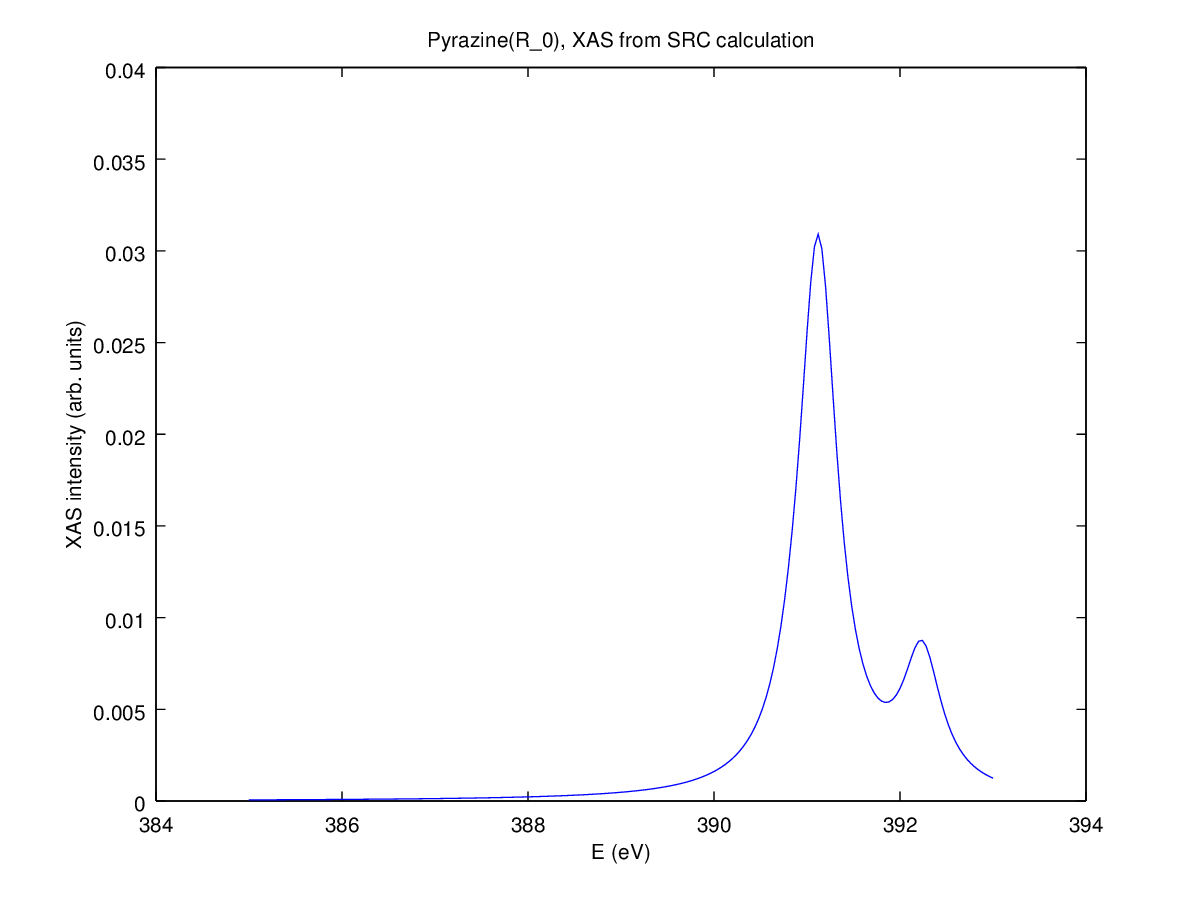 Pyrazine(R_0), XAS from SRC calculation
0.04
0.035
0.03
0.025
0.02
0.015
0.01
0.005
0
XAS intensity (arb. units)
384 386 388 390 392 394
E (eV)